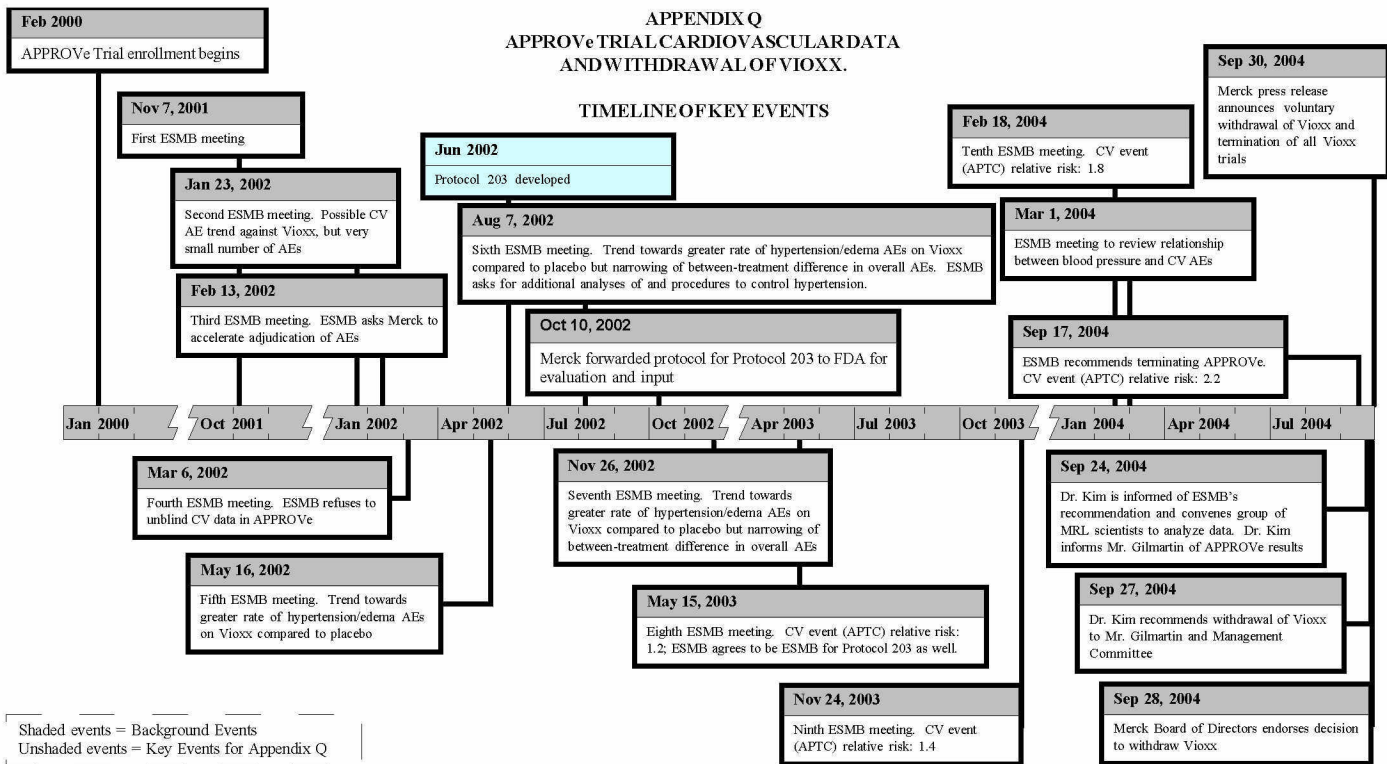 APPENDIX Q
APPROVe TRIAL CARDIOVASCULAR DATA
AND WITHDRAWAL OF VIOXX.
TIMELINE OF KEY EVENTS
Feb 2000
APPROVe Trial enrollment begins
Nov 7, 2001
First ESMB meeting
Jan 23, 2002
Second ESMB meeting. Possible CV
AE trend against Vioxx, but very
small number of AEs
Feb 13, 2002
Third ESMB meeting. ESMB asks Merck to
accelerate adjudication of AEs
Jun 2002
Protocol 203 developed
Aug 7, 2002
Sixth ESMB meeting. Trend towards greater rate of hypertension/edema AEs on Vioxx
compared to placebo but narrowing of between-treatment difference in overall AEs. ESMB
asks for additional analyses of and procedures to control hypertension.
Oct 10, 2002
Merck forwarded protocol for Protocol 203 to FDA for
evaluation and input
Feb 18, 2004
Tenth ESMB meeting. CV event
(APTC) relative risk: 1.8
Mar 1, 2004
ESMB meeting to review relationship
between blood pressure and CV AEs
Sep 17, 2004
ESMB recommends terminating APPROVe.
CV event (APTC) relative risk: 2.2
Sep 30, 2004
Merck press release
announces voluntary
withdrawal of Vioxx and
termination of all Vioxx
trials
Jan 2000 Oct 2001 Jan 2002 Apr 2002 Jul 2002 Oct 2002 Apr 2003 Jul 2003 Oct 2003 Jan 2004 Apr 2004 Jul 2004
Mar 6, 2002
Fourth ESMB meeting. ESMB refuses to
unblind CV data in APPROVe
May 16, 2002
Fifth ESMB meeting. Trend towards
greater rate of hypertension/edema AEs
on Vioxx compared to placebo
Nov 26, 2002
Seventh ESMB meeting. Trend towards
greater rate of hypertension/edema AEs on
Vioxx compared to placebo but narrowing of
between-treatment difference in overall AEs
May 15, 2003
Eighth ESMB meeting. CV event (APTC) relative risk:
1.2; ESMB agrees to be ESMB for Protocol 203 as well.
Nov 24, 2003
Ninth ESMB meeting. CV event
(APTC) relative risk: 1.4
Sep 24, 2004
Dr. Kim is informed of ESMB's
recommendation and convenes group of
MRL scientists to analyze data. Dr. Kim
informs Mr. Gilmartin of APPROVe results
Sep 27, 2004
Dr. Kim recommends withdrawal of Vioxx
to Mr. Gilmartin and Management
Committee
Sep 28, 2004
Merck Board of Directors endorses decision
to withdraw Vioxx
Shaded events = Background Events
Unshaded events = Key Events for Appendix Q